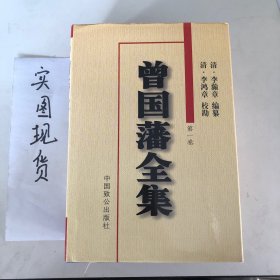 清·李瀚章 编纂
清·李鸿章 校勘
曾国藩全集
第一卷
中国致公出版社
实图现货